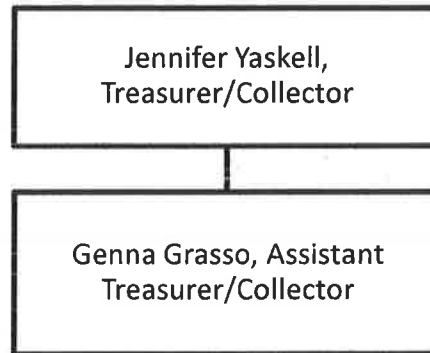 Jennifer Yaskell,
Treasurer/Collector
Genna Grasso, Assistant
Treasurer/Collector